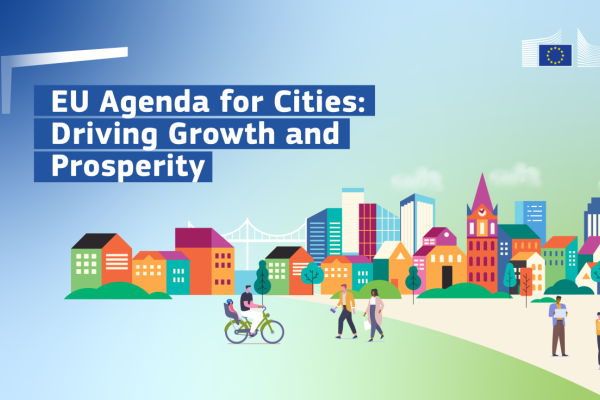 EU Agenda for Cities:
Driving Growth and
Prosperity